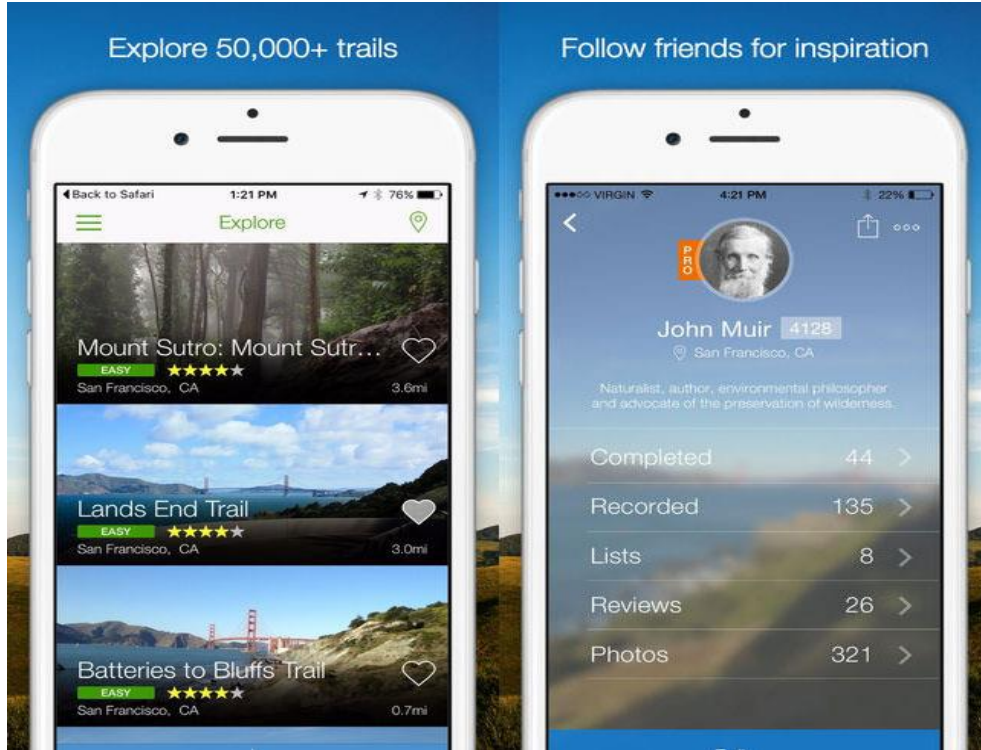 Explore 50,000+ trails
Back to Safari 1:21 PM 76%
Explore
Mount Sutro: Mount Sutr...
EASY
San Francisco, CA 3.6mi
Lands End Trail
EASY
San Francisco, CA 3.0mi
Batteries to Bluffs Trail
EASY
San Francisco, CA 0.7mi
Follow friends for inspiration
VIRGIN 4:21 PM 22%
PRO
John Muir 4128
San Francisco, CA
Naturalist, author, environmental philosopher
and advocate of the preservation of wilderness.
Completed 44
Recorded 135
Lists 8
Reviews 26
Photos 321